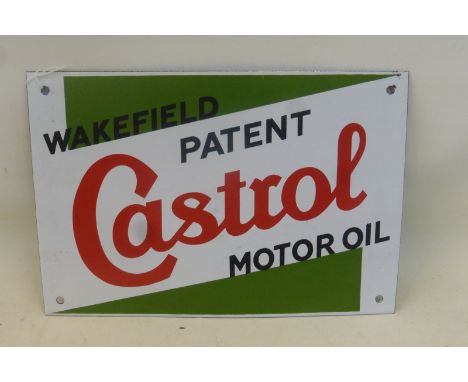 WAKEFIELD
PATENT
Castrol
MOTOR OIL